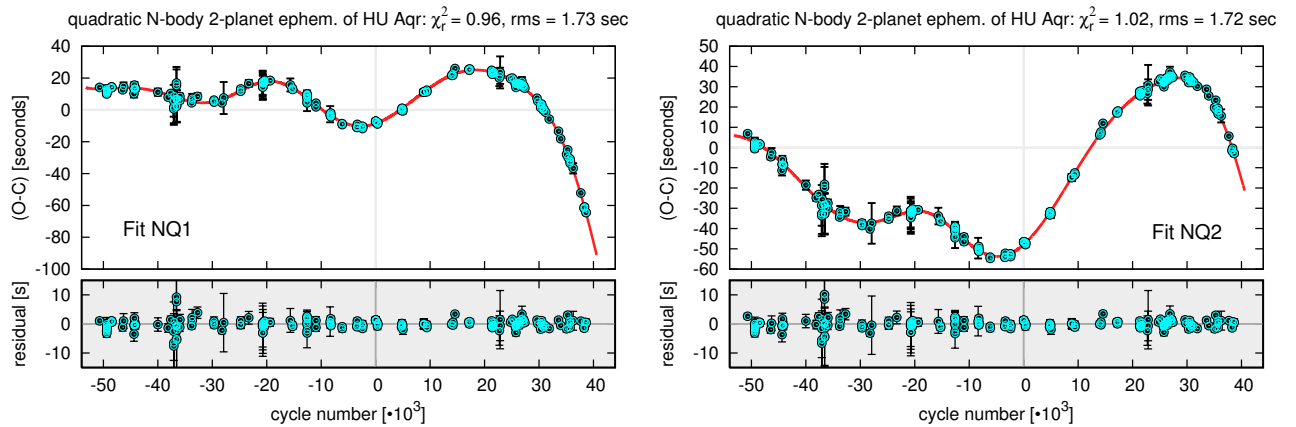 quadratic N-body 2-planet ephem. of HU Aqr: χ²ᵣ = 0.96, rms = 1.73 sec
40
20
0
-20
-40
-60
-80
-100
(O-C) [seconds]
Fit NQ1
10
0
-10
residual [s]
-50 -40 -30 -20 -10 0 10 20 30 40
cycle number [•10³]
quadratic N-body 2-planet ephem. of HU Aqr: χ²ᵣ = 1.02, rms = 1.72 sec
50
40
30
20
10
0
-10
-20
-30
-40
-50
-60
(O-C) [seconds]
Fit NQ2
10
0
-10
residual [s]
-50 -40 -30 -20 -10 0 10 20 30 40
cycle number [•10³]